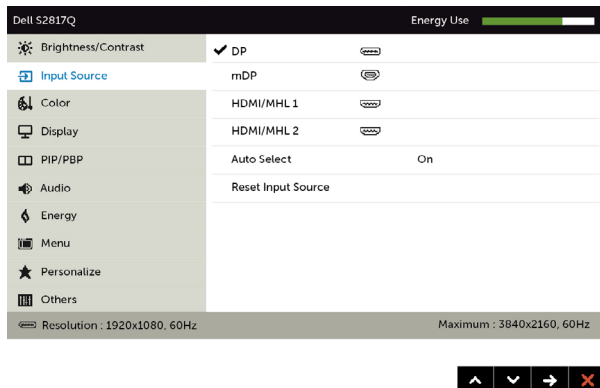 Dell S2817Q Energy Use
Brightness/Contrast DP
Input Source mDP
Color HDMI/MHL 1
Display HDMI/MHL 2
PIP/PBP Auto Select On
Audio Reset Input Source
Energy
Menu
Personalize
Others
Resolution : 1920x1080, 60Hz Maximum : 3840x2160, 60Hz